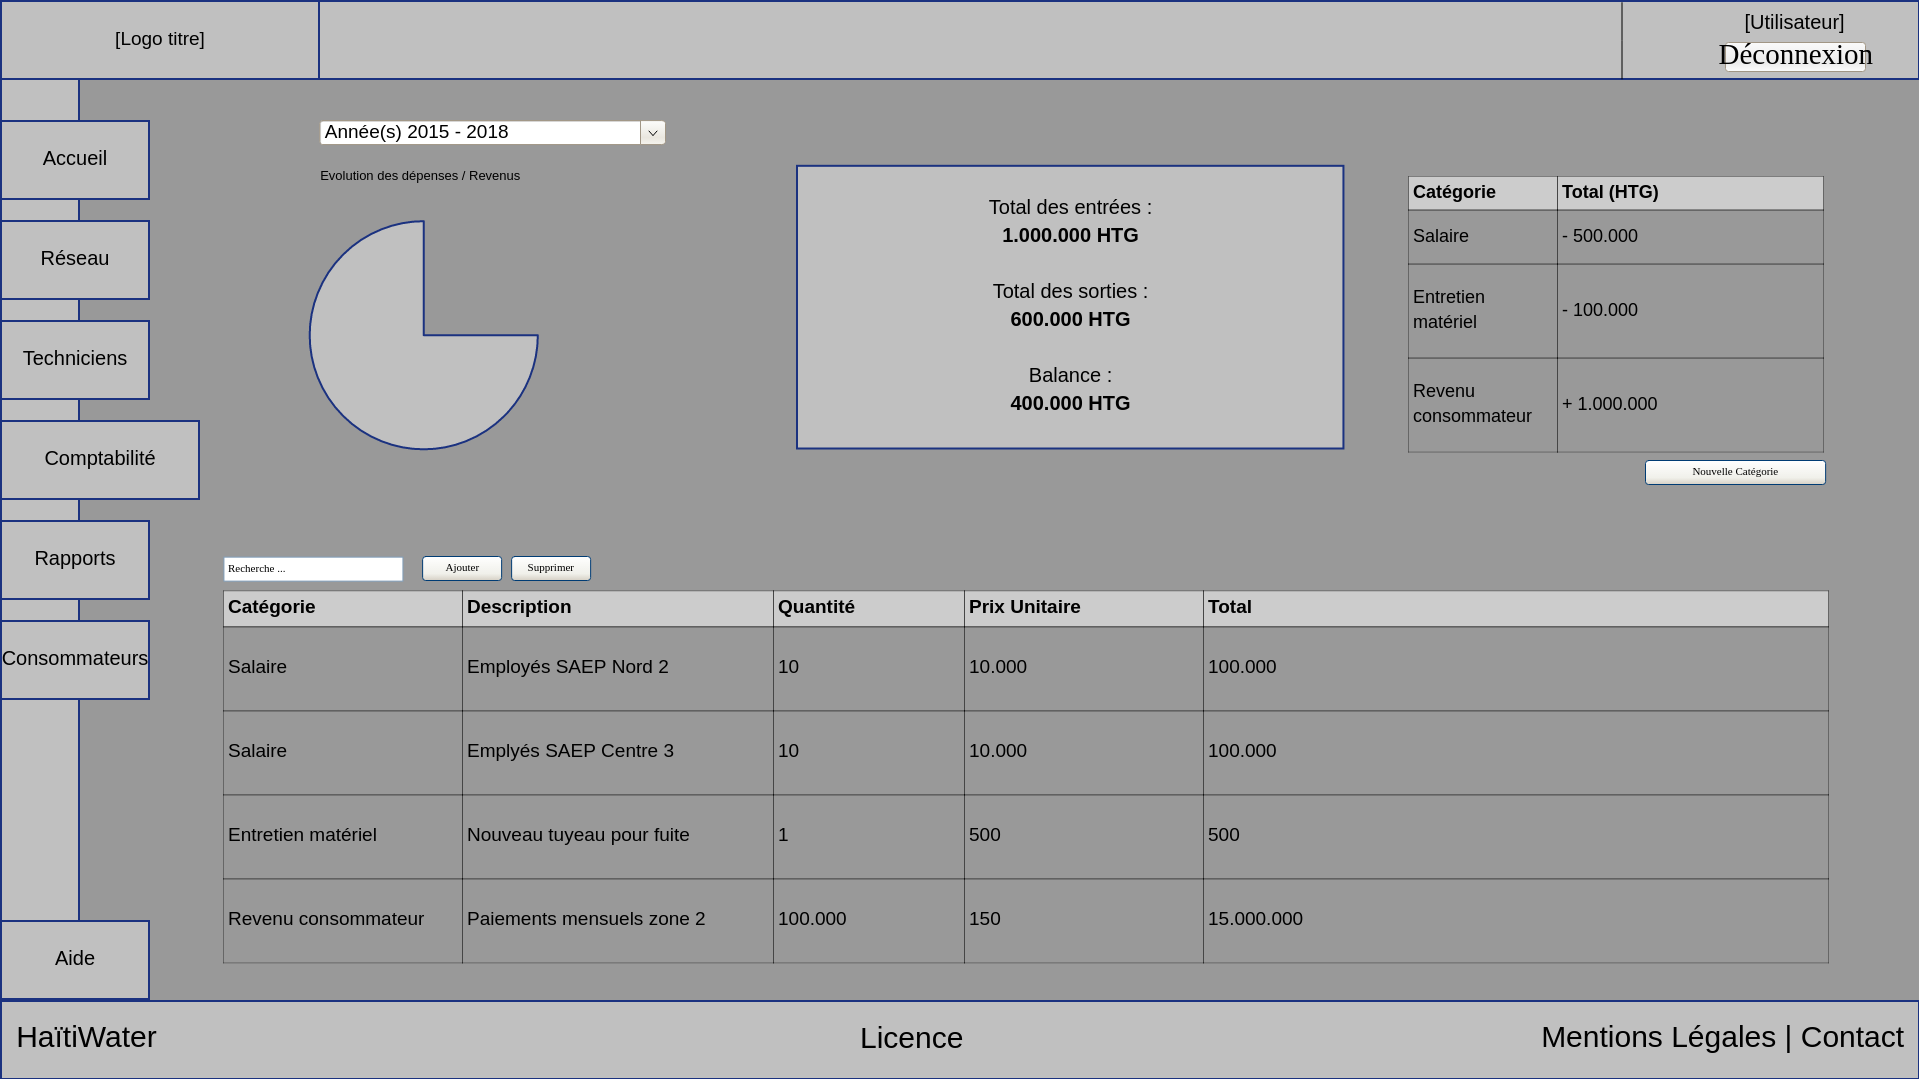 [Logo titre]
[Utilisateur]
Déconnexion
Accueil
Réseau
Techniciens
Comptabilité
Rapports
Consommateurs
Aide
Année(s) 2015 - 2018
Evolution des dépenses / Revenus
Total des entrées :
1.000.000 HTG
Total des sorties :
600.000 HTG
Balance :
400.000 HTG
Catégorie Total (HTG)
Salaire - 500.000
Entretien
matériel - 100.000
Revenu
consommateur + 1.000.000
Nouvelle Catégorie
Recherche ... Ajouter Supprimer
Catégorie Description Quantité Prix Unitaire Total
Salaire Employés SAEP Nord 2 10 10.000 100.000
Salaire Emplyés SAEP Centre 3 10 10.000 100.000
Entretien matériel Nouveau tuyeau pour fuite 1 500 500
Revenu consommateur Paiements mensuels zone 2 100.000 150 15.000.000
HaïtiWater Licence Mentions Légales | Contact